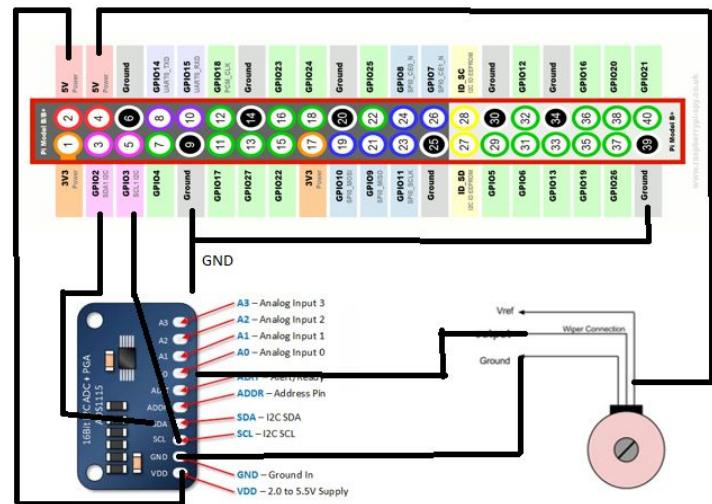 5V Power
5V Power
Ground
GPIO14 UART0_TXD
GPIO15 UART0_RXD
GPIO18 PCM_CLK
Ground
GPIO23
GPIO24
Ground
GPIO25
GPIO8 SPI0_CE0_N
GPIO7 SPI0_CE1_N
ID_SC I2C ID EEPROM
Ground
GPIO12
Ground
GPIO16
GPIO20
GPIO21
Pi Model B/B+
2 4 6 8 10 12 14 16 18 20 22 24 26 28 30 32 34 36 38 40
1 3 5 7 9 11 13 15 17 19 21 23 25 27 29 31 33 35 37 39
Pi Model B+
www.raspberrypi-spy.co.uk
3V3 Power
GPIO2 SDA1 I2C
GPIO3 SCL1 I2C
GPIO4
Ground
GPIO17
GPIO27
GPIO22
3V3 Power
GPIO10 SPI0_MOSI
GPIO9 SPI0_MISO
GPIO11 SPI0_SCLK
Ground
ID_SD I2C ID EEPROM
GPIO5
GPIO6
GPIO13
GPIO19
GPIO26
Ground
GND
16Bit I2C ADC + PGA
ADS1115
A3
A2
A1
ADDR
SCL
GND
VDD
A3 – Analog Input 3
A2 – Analog Input 2
A1 – Analog Input 1
A0 – Analog Input 0
Alert/Ready
ADDR – Address Pin
SDA – I2C SDA
SCL – I2C SCL
GND – Ground In
VDD – 2.0 to 5.5V Supply
Vref
Wiper Connection
Ground